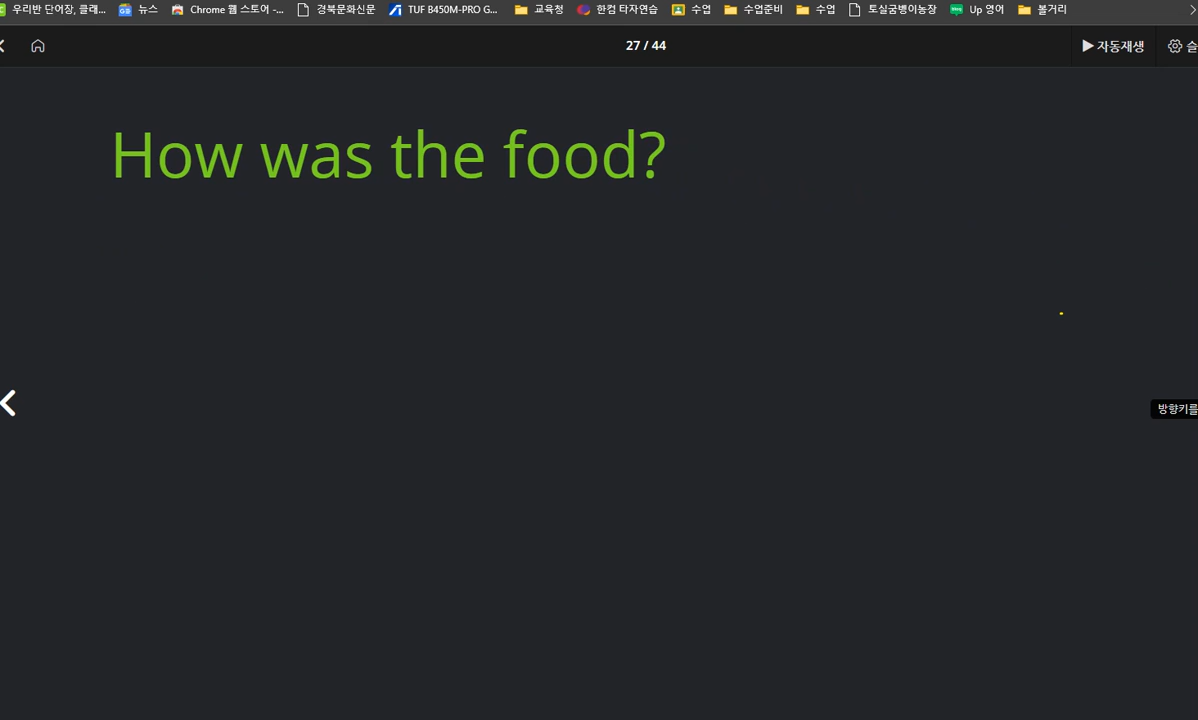 우리반 단어장, 클래... 뉴스 Chrome 웹 스토어 -... 경북문화신문 TUF B450M-PRO G... 교육청 한컴 타자연습 수업 수업준비 수업 토실굼벵이농장 Up 영어 볼거리
27 / 44 자동재생 슬
How was the food?
방향키를